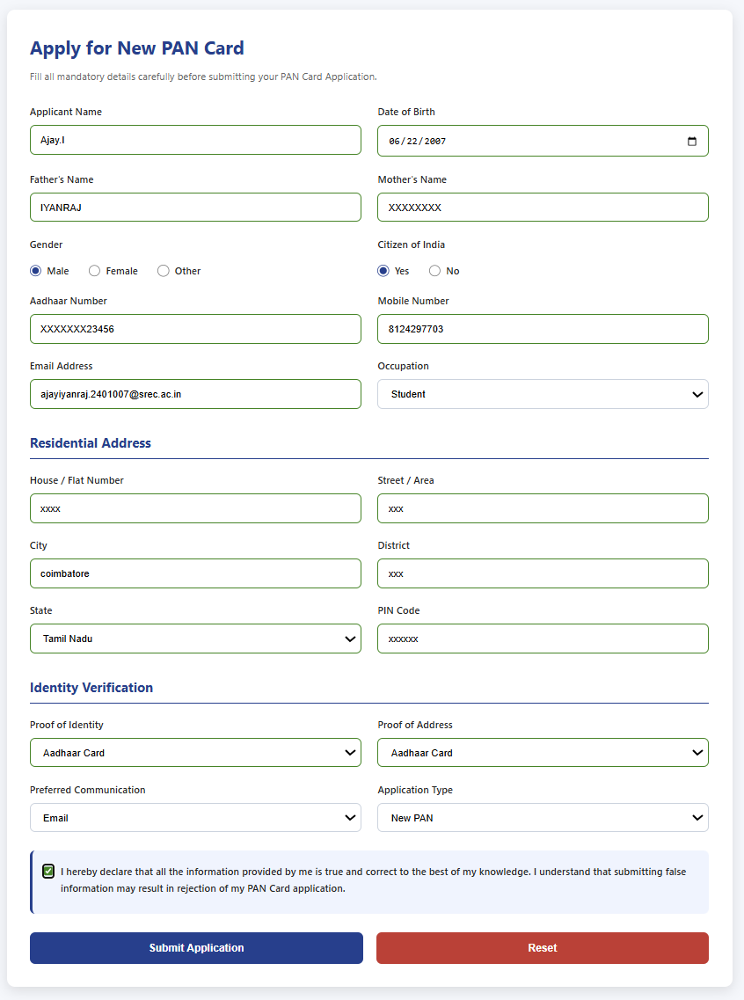 Apply for New PAN Card
Fill all mandatory details carefully before submitting your PAN Card Application.
Applicant Name
Date of Birth
Ajay.I
06/22/2007
Father's Name
Mother's Name
IYANRAJ
XXXXXXXX
Gender
Citizen of India
Male Female Other
Yes No
Aadhaar Number
Mobile Number
XXXXXXX23456
8124297703
Email Address
Occupation
ajayiyanraj.2401007@srec.ac.in
Student
Residential Address
House / Flat Number
Street / Area
xxxx
xxx
City
District
coimbatore
xxx
State
PIN Code
Tamil Nadu
xxxxxx
Identity Verification
Proof of Identity
Proof of Address
Aadhaar Card
Aadhaar Card
Preferred Communication
Application Type
Email
New PAN
I hereby declare that all the information provided by me is true and correct to the best of my knowledge. I understand that submitting false
information may result in rejection of my PAN Card application.
Submit Application
Reset